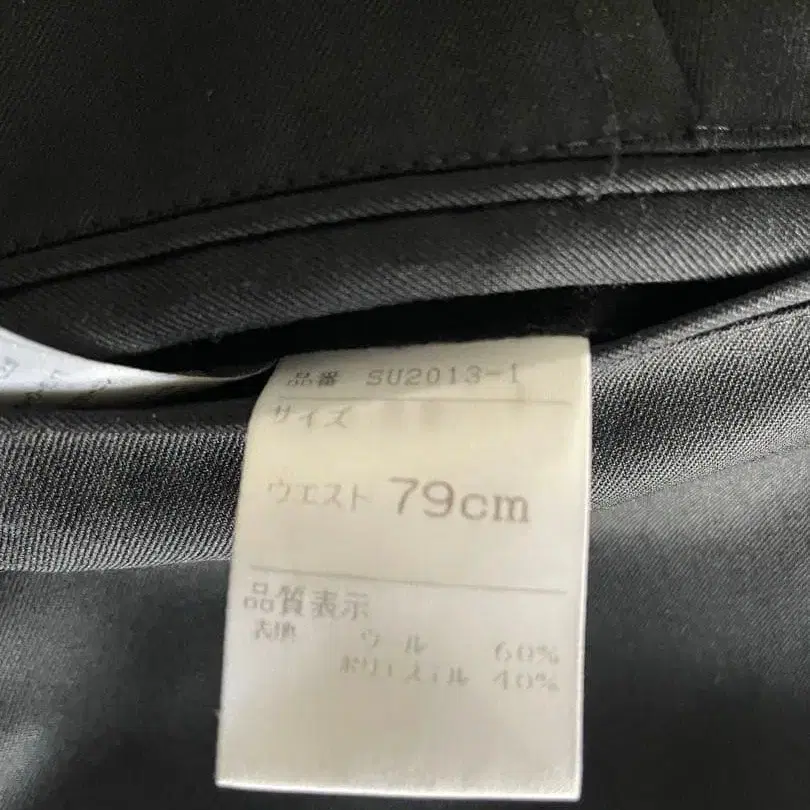 品番 SU2013-1
サイズ
ウエスト 79cm
品質表示
表地 ウール 60%
ポリエステル 40%